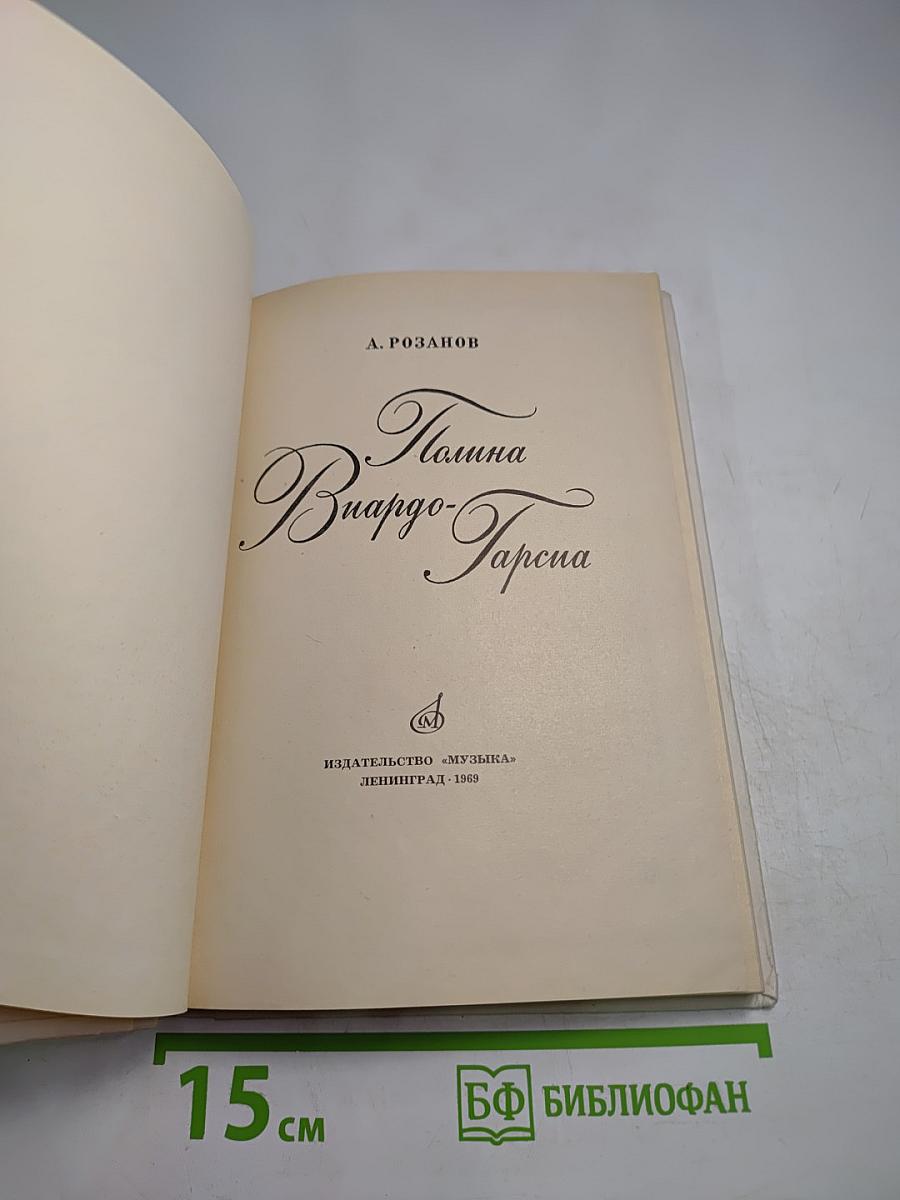 А. РОЗАНОВ
Полина
Виардо-
Гарсиа
М
ИЗДАТЕЛЬСТВО «МУЗЫКА»
ЛЕНИНГРАД · 1969
15 см
БФ БИБЛИОФАН